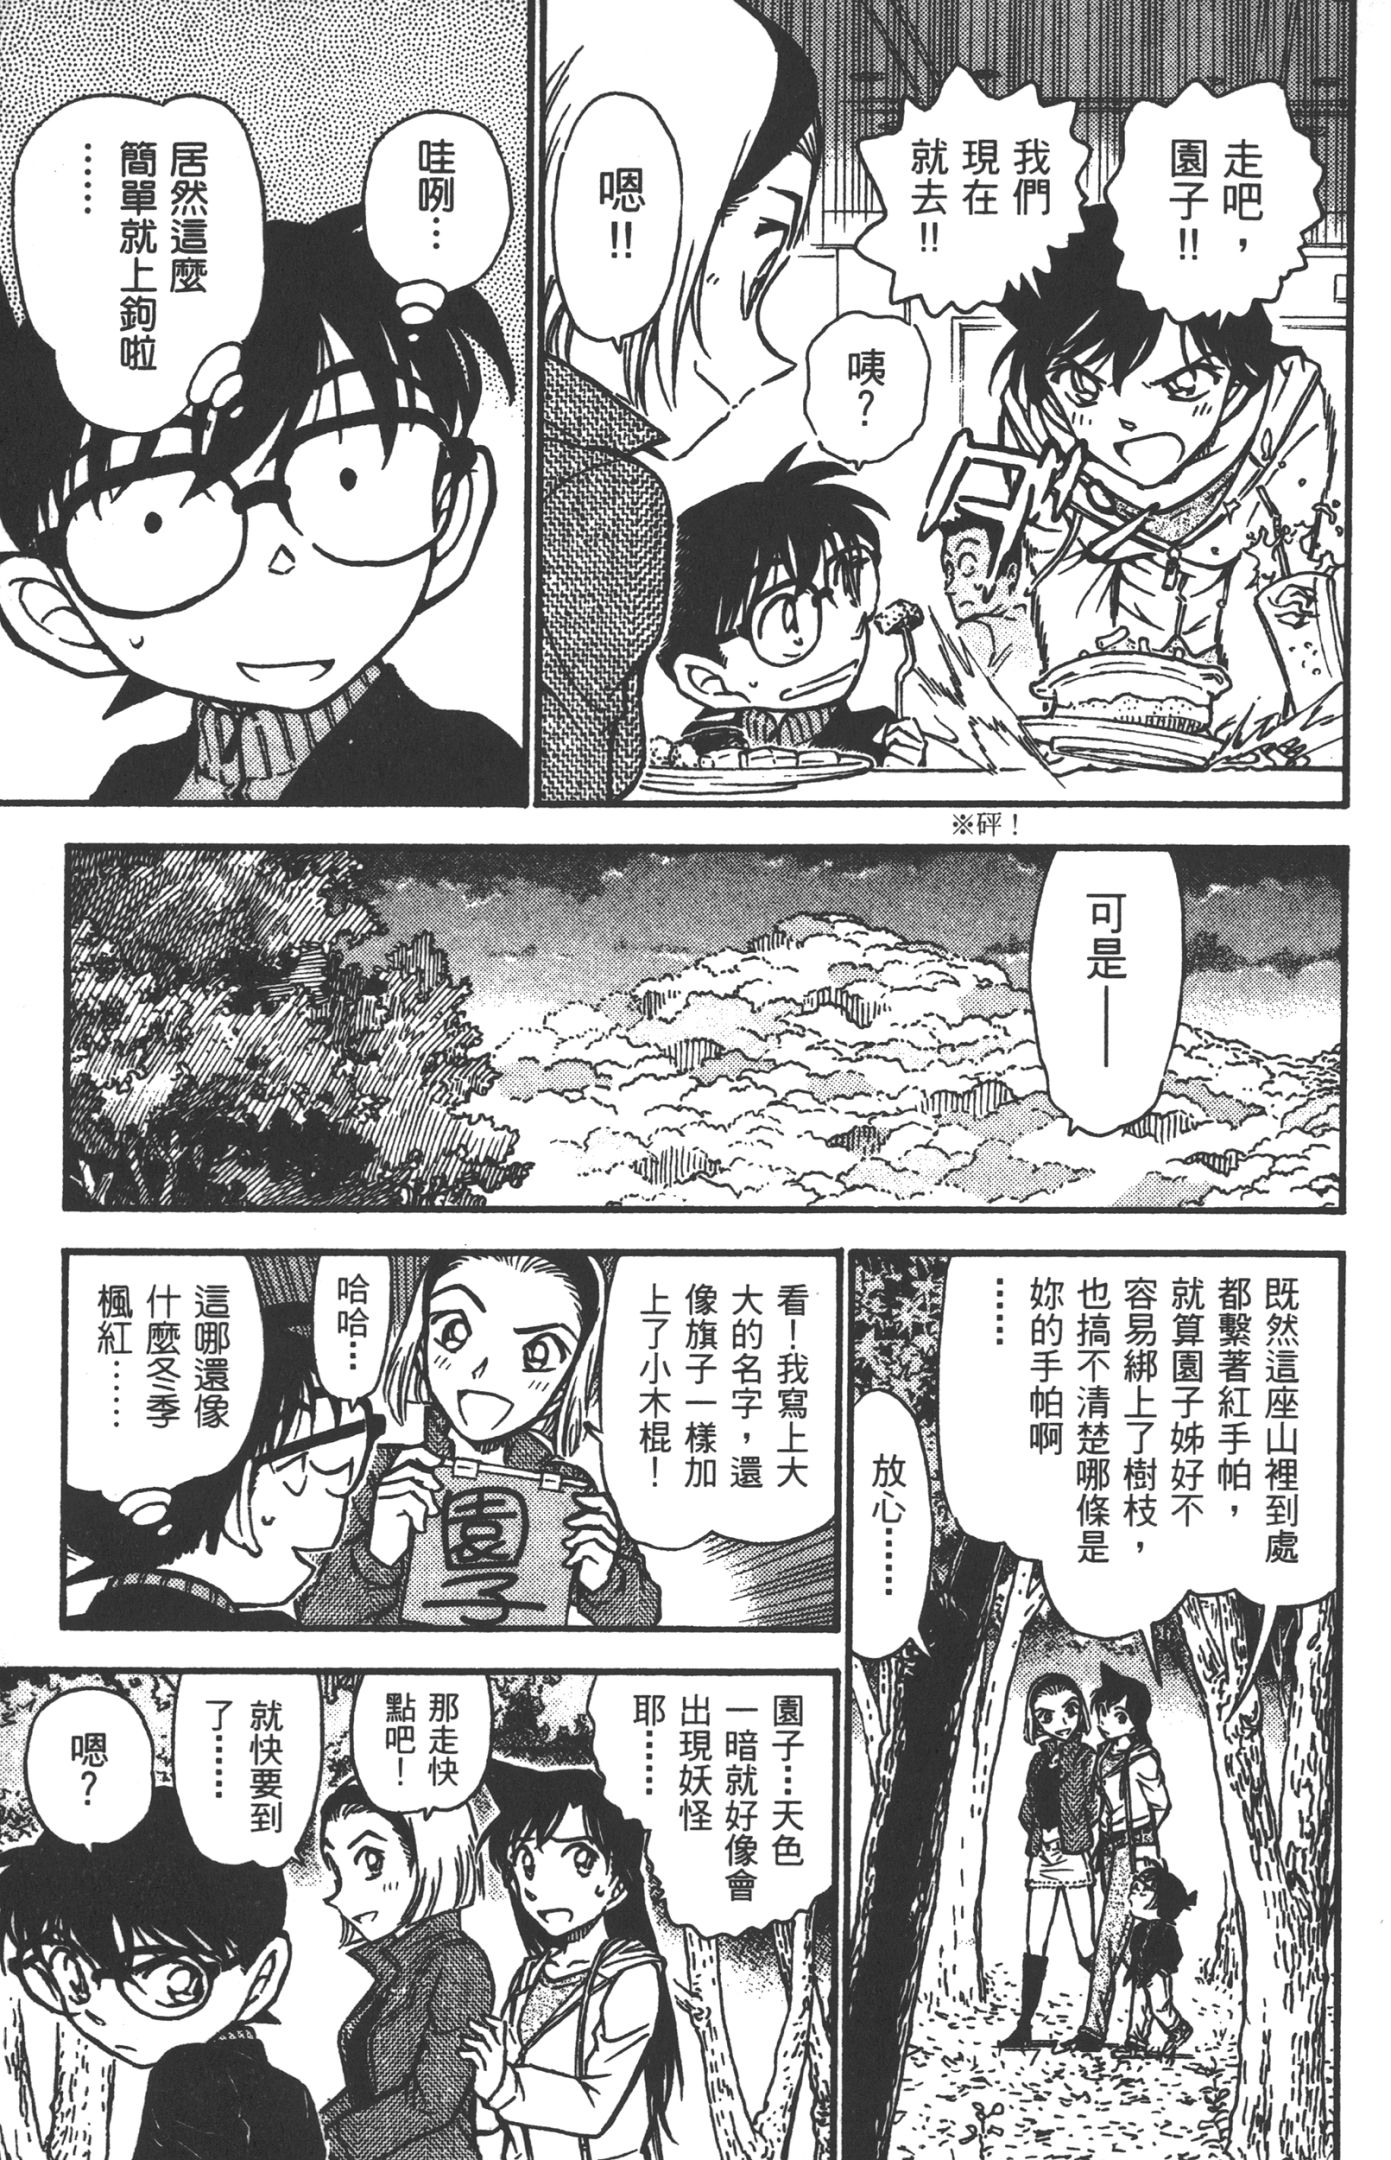 走吧，
園子!!
我們
現在
就去!!
嗯!!
咦？
※砰！
哇咧…
居然這麼
簡單就上鉤啦
……
可是——
既然這座山裡到處
都繫著紅手帕，
就算園子姊好不
容易綁上了樹枝，
也搞不清楚哪條是
妳的手帕啊
……
放心……
看！我寫上大
大的名字，還
像旗子一樣加
上了小木棍！
園子
哈哈…
這哪還像
什麼冬季
楓紅……
園子…天色
一暗就好像會
出現妖怪
耶……
那走快
點吧！
就快要到
了……
嗯？